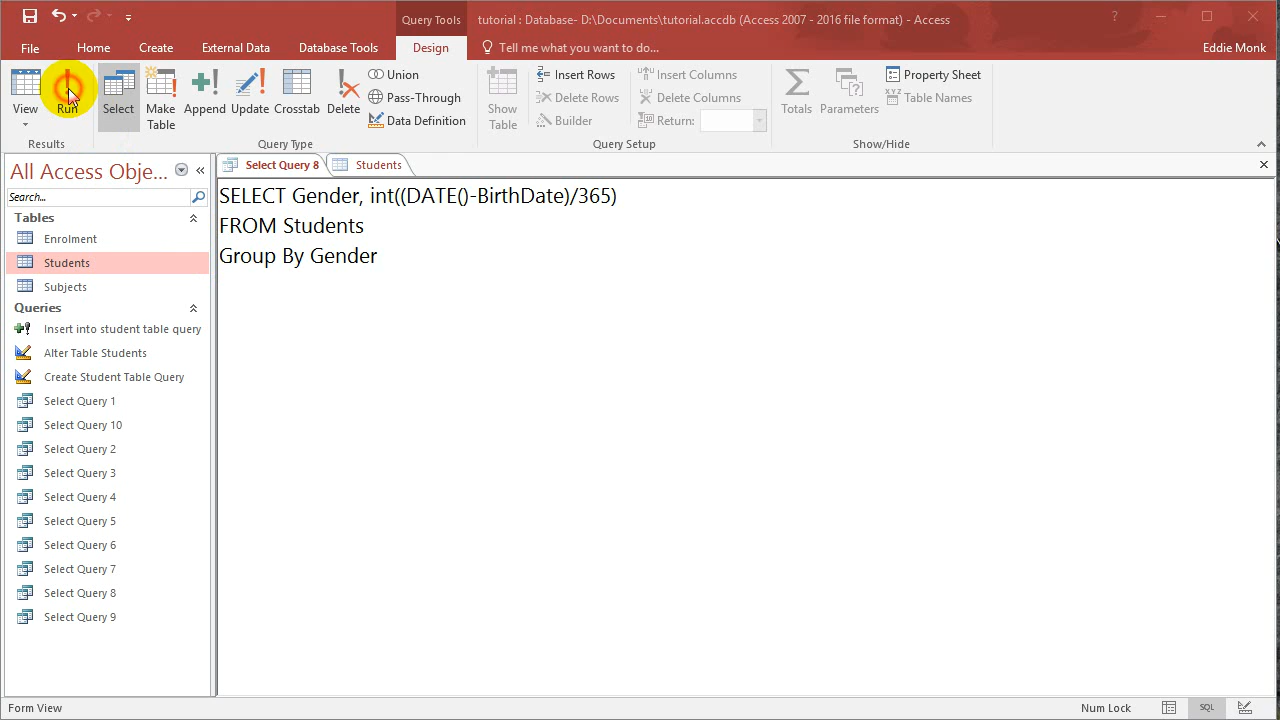 Query Tools
tutorial : Database- D:\Documents\tutorial.accdb (Access 2007 - 2016 file format) - Access
File
Home
Create
External Data
Database Tools
Design
Tell me what you want to do...
Eddie Monk
View
Run
Select
Make Table
Append
Update
Crosstab
Delete
Union
Pass-Through
Data Definition
Show Table
Insert Rows
Delete Rows
Builder
Insert Columns
Delete Columns
Return:
Totals
Parameters
Property Sheet
Table Names
Results
Query Type
Query Setup
Show/Hide
All Access Obje...
Search...
Tables
Enrolment
Students
Subjects
Queries
Insert into student table query
Alter Table Students
Create Student Table Query
Select Query 1
Select Query 10
Select Query 2
Select Query 3
Select Query 4
Select Query 5
Select Query 6
Select Query 7
Select Query 8
Select Query 9
Select Query 8
Students
SELECT Gender, int((DATE()-BirthDate)/365)
FROM Students
Group By Gender
Form View
Num Lock
SQL